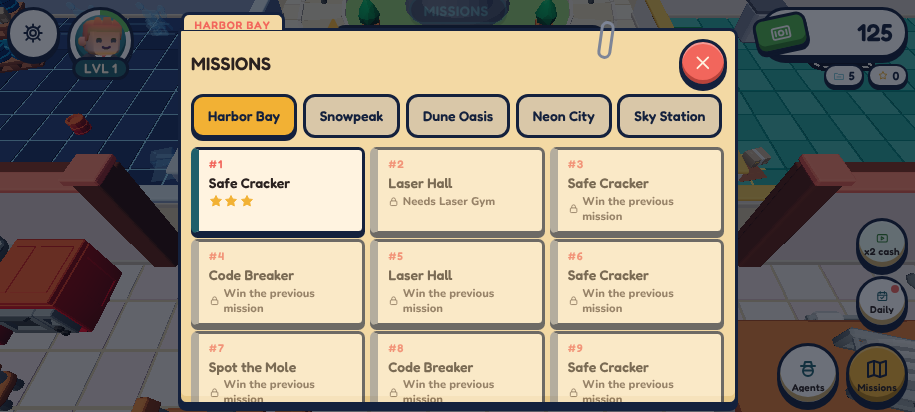 MISSIONS
HARBOR BAY
125
LVL 1
MISSIONS
5
0
Harbor Bay
Snowpeak
Dune Oasis
Neon City
Sky Station
#1
Safe Cracker
#2
Laser Hall
Needs Laser Gym
#3
Safe Cracker
Win the previous
mission
#4
Code Breaker
Win the previous
mission
#5
Laser Hall
Win the previous
mission
#6
Safe Cracker
Win the previous
mission
x2 cash
Daily
#7
Spot the Mole
Win the previous
mission
#8
Code Breaker
Win the previous
mission
#9
Safe Cracker
Win the previous
mission
Agents
Missions